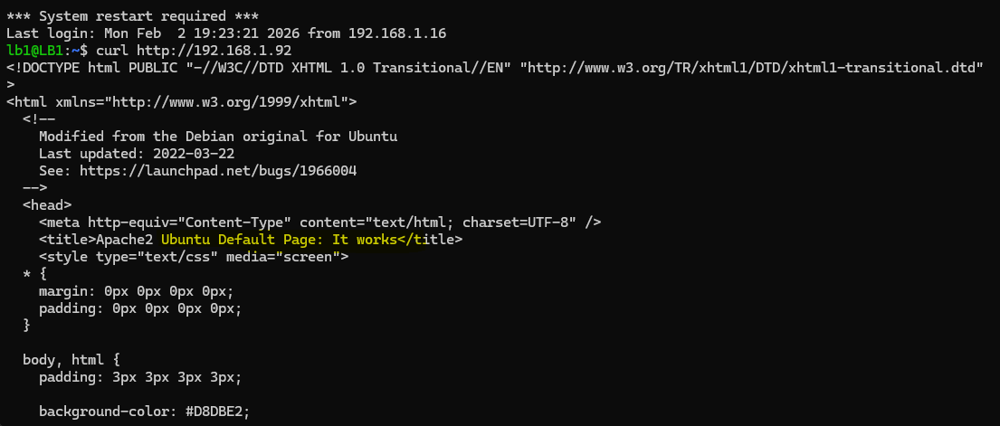 *** System restart required ***
Last login: Mon Feb  2 19:23:21 2026 from 192.168.1.16
lb1@LB1:~$ curl http://192.168.1.92
<!DOCTYPE html PUBLIC "-//W3C//DTD XHTML 1.0 Transitional//EN" "http://www.w3.org/TR/xhtml1/DTD/xhtml1-transitional.dtd"
>
<html xmlns="http://www.w3.org/1999/xhtml">
  <!--
    Modified from the Debian original for Ubuntu
    Last updated: 2022-03-22
    See: https://launchpad.net/bugs/1966004
  -->
  <head>
    <meta http-equiv="Content-Type" content="text/html; charset=UTF-8" />
    <title>Apache2 Ubuntu Default Page: It works</title>
    <style type="text/css" media="screen">
  * {
    margin: 0px 0px 0px 0px;
    padding: 0px 0px 0px 0px;
  }

  body, html {
    padding: 3px 3px 3px 3px;

    background-color: #D8DBE2;